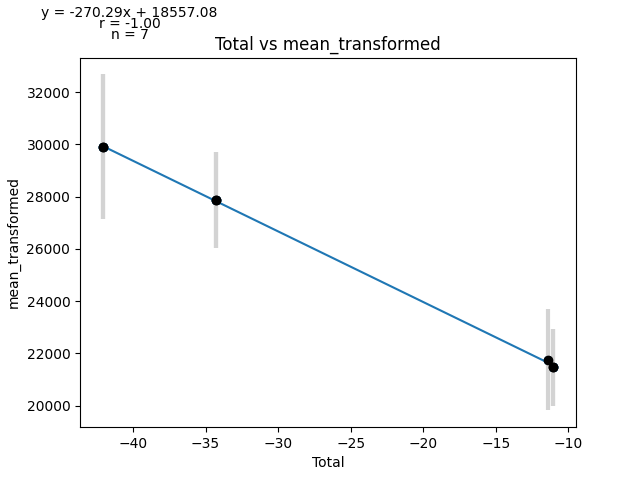 y = -270.29x + 18557.08
r = -1.00
n = 7
Total vs mean_transformed
32000
30000
28000
26000
24000
22000
20000
mean_transformed
−40
−35
−30
−25
−20
−15
−10
Total